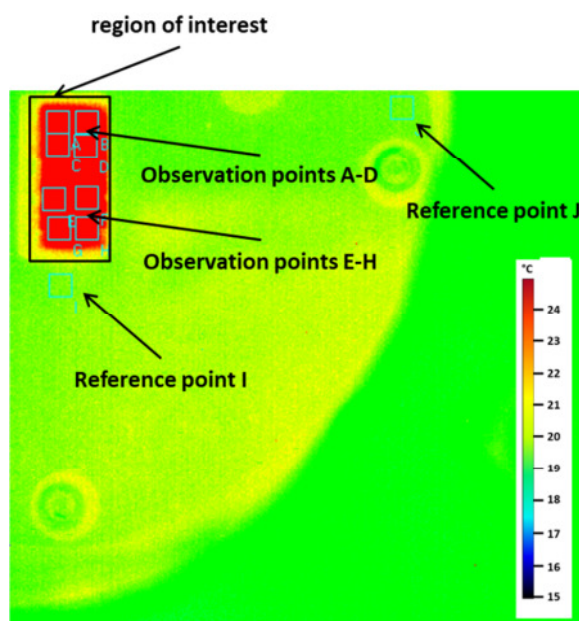 region of interest
A
B
C
D
Observation points A-D
Reference point J
E
F
G
H
Observation points E-H
I
Reference point I
°C
24
23
22
21
20
19
18
17
16
15